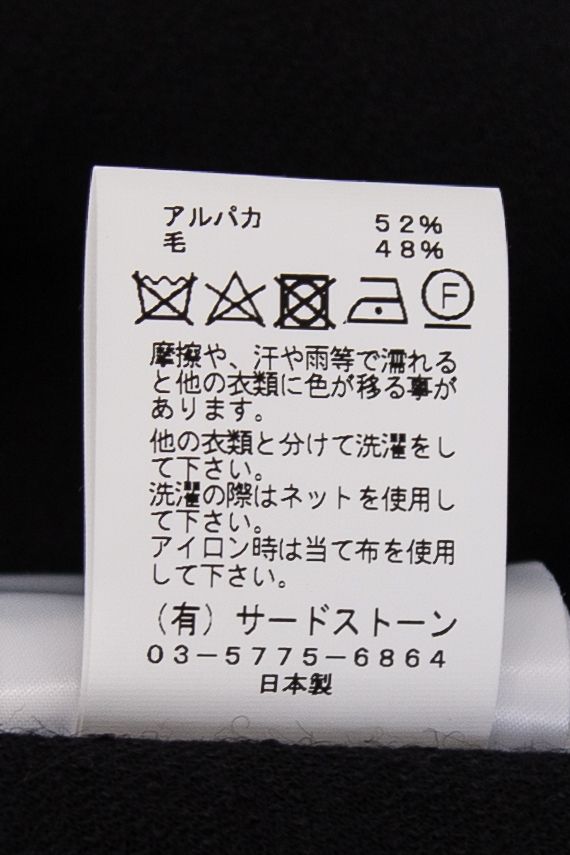 アルパカ 52%
毛 48%
F
摩擦や、汗や雨等で濡れる
と他の衣類に色が移る事が
あります。
他の衣類と分けて洗濯をし
て下さい。
洗濯の際はネットを使用し
て下さい。
アイロン時は当て布を使用
して下さい。
（有）サードストーン
03－5775－6864
日本製